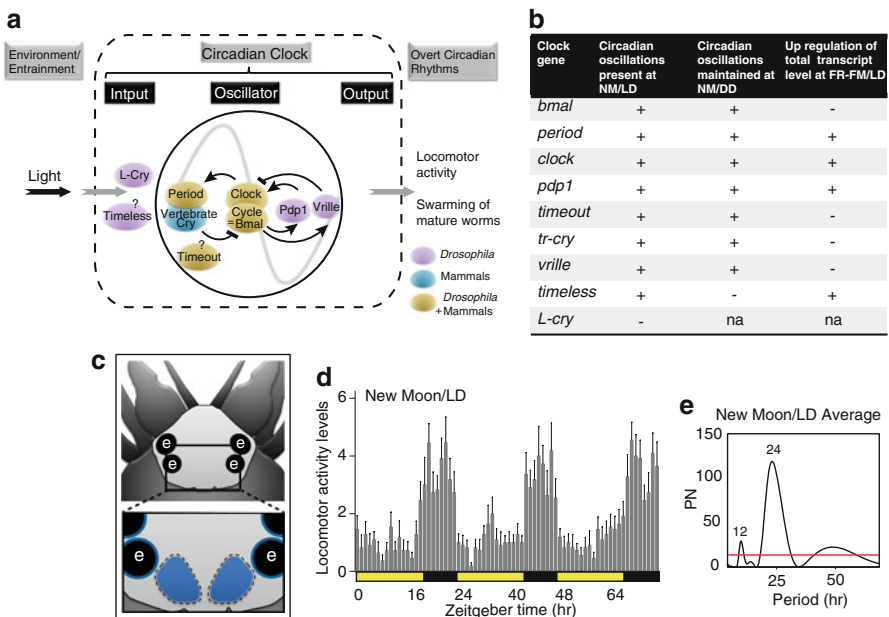 a
Environment/
Entrainment
Circadian Clock
Overt Circadian
Rhythms
Intput
Oscillator
Output
Light
L-Cry
?
Timeless
Period
Vertebrate
Cry
?
Timeout
Clock
Cycle
=Bmal
Pdp1
Vrille
Locomotor
activity
Swarming of
mature worms
Drosophila
Mammals
Drosophila
+Mammals
b
Clock
gene
Circadian
oscillations
present at
NM/LD
Circadian
oscillations
maintained at
NM/DD
Up regulation of
total transcript
level at FR-FM/LD
bmal + + -
period + + +
clock + + +
pdp1 + + +
timeout + + -
tr-cry + + -
vrille + + -
timeless + - +
L-cry - na na
c
e e
e e
e e
d
New Moon/LD
Locomotor activity levels
6
4
2
0
0 8 16 24 32 40 48 56 64
Zeitgeber time (hr)
e
New Moon/LD Average
PN
150
100
50
0
12
24
25 50
Period (hr)